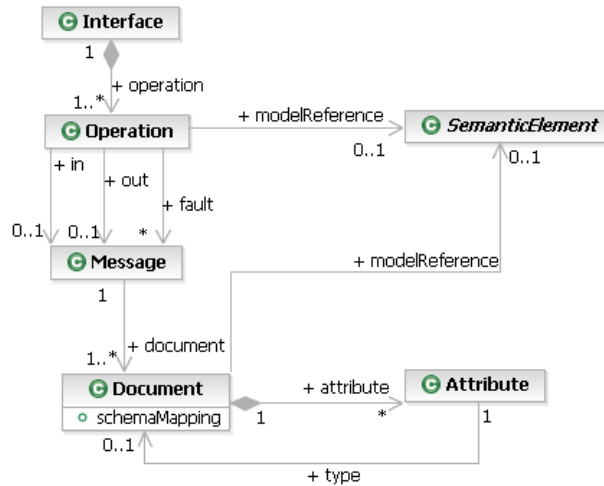 Interface
1
+ operation
1..*
Operation
+ modelReference
SemanticElement
0..1
0..1
+ in
+ out
+ fault
0..1
0..1
*
Message
+ modelReference
1
+ document
1..*
Document
+ attribute
Attribute
schemaMapping
1
*
1
0..1
+ type